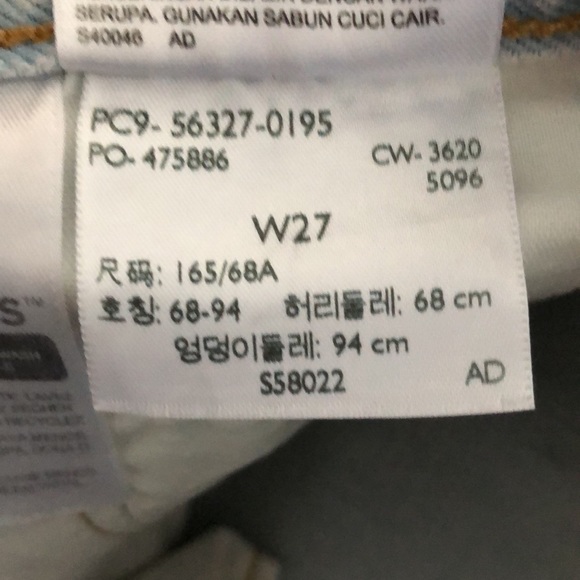 SERUPA. GUNAKAN SABUN CUCI CAIR.
S40046 AD
PC9- 56327-0195
PO- 475886
CW- 3620
5096
W27
尺码: 165/68A
호칭: 68-94 허리둘레: 68 cm
엉덩이둘레: 94 cm
S58022
AD
S™